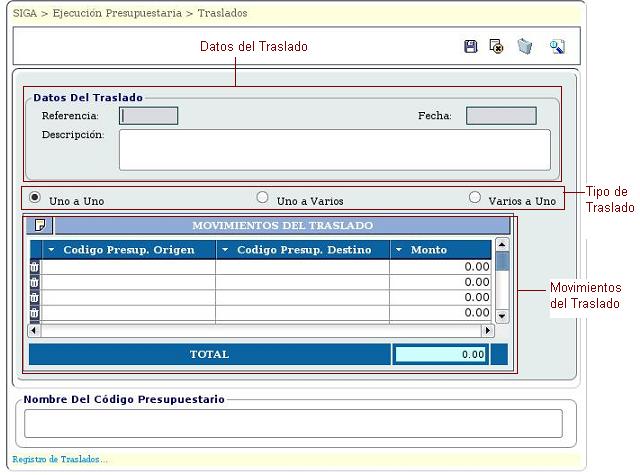 SIGA > Ejecución Presupuestaria > Traslados
Datos del Traslado
Datos Del Traslado
Referencia:
Fecha:
Descripción:
Uno a Uno
Uno a Varios
Varios a Uno
Tipo de
Traslado
MOVIMIENTOS DEL TRASLADO
Codigo Presup. Origen
Codigo Presup. Destino
Monto
0.00
0.00
0.00
0.00
Movimientos
del Traslado
TOTAL
0.00
Nombre Del Código Presupuestario
Registro de Traslados...